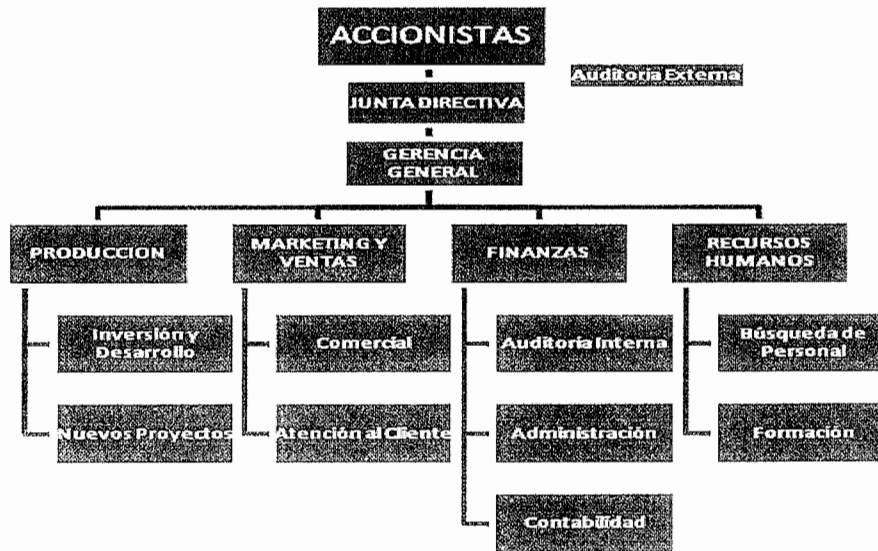 ACCIONISTAS
Auditoria Externa
JUNTA DIRECTIVA
GERENCIA
GENERAL
PRODUCCION
MARKETING Y
VENTAS
FINANZAS
RECURSOS
HUMANOS
Inversión y
Desarrollo
Comercial
Auditoria Interna
Búsqueda de
Personal
Nuevos Proyectos
Atención al Cliente
Administración
Formación
Contabilidad